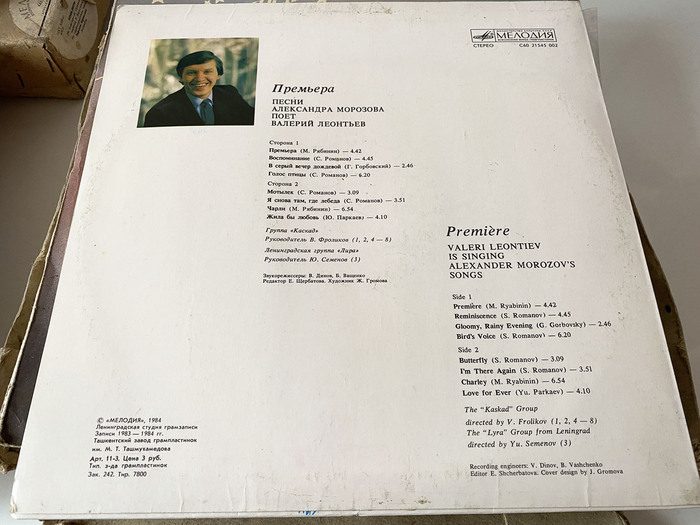 МЕЛОДИЯ
СТЕРЕО С60 21545 002
Премьера
ПЕСНИ
АЛЕКСАНДРА МОРОЗОВА
ПОЕТ
ВАЛЕРИЙ ЛЕОНТЬЕВ
Сторона 1
Премьера (М. Рябинин) — 4.42
Воспоминание (С. Романов) — 4.45
В серый вечер дождевой (Г. Горбовский) — 2.46
Голос птицы (С. Романов) — 6.20
Сторона 2
Мотылек (С. Романов) — 3.09
Я снова там, где лебеда (С. Романов) — 3.51
Чарли (М. Рябинин) — 6.54
Жила бы любовь (Ю. Паркаев) — 4.10
Группа «Каскад»
Руководитель В. Фроликов (1, 2, 4 — 8)
Ленинградская группа «Лира»
Руководитель Ю. Семенов (3)
Звукорежиссеры: В. Динов, Б. Ващенко
Редактор Е. Щербатова. Художник Ж. Громова
Première
VALERI LEONTIEV
IS SINGING
ALEXANDER MOROZOV'S
SONGS
Side 1
Première (M. Ryabinin) — 4.42
Reminiscence (S. Romanov) — 4.45
Gloomy, Rainy Evening (G. Gorbovsky) — 2.46
Bird's Voice (S. Romanov) — 6.20
Side 2
Butterfly (S. Romanov) — 3.09
I'm There Again (S. Romanov) — 3.51
Charley (M. Ryabinin) — 6.54
Love for Ever (Yu. Parkaev) — 4.10
The "Kaskad" Group
directed by V. Frolikov (1, 2, 4 — 8)
The "Lyra" Group from Leningrad
directed by Yu. Semenov (3)
Recording engineers: V. Dinov, B. Vashchenko
Editor E. Shcherbatova. Cover design by J. Gromova
© «МЕЛОДИЯ», 1984
Ленинградская студия грамзаписи
Записи 1983 — 1984 гг.
Ташкентский завод грампластинок
им. М. Т. Ташмухамедова
Арт. 11-3. Цена 3 руб.
Тип. з-да грампластинок
Зак. 242. Тир. 7800